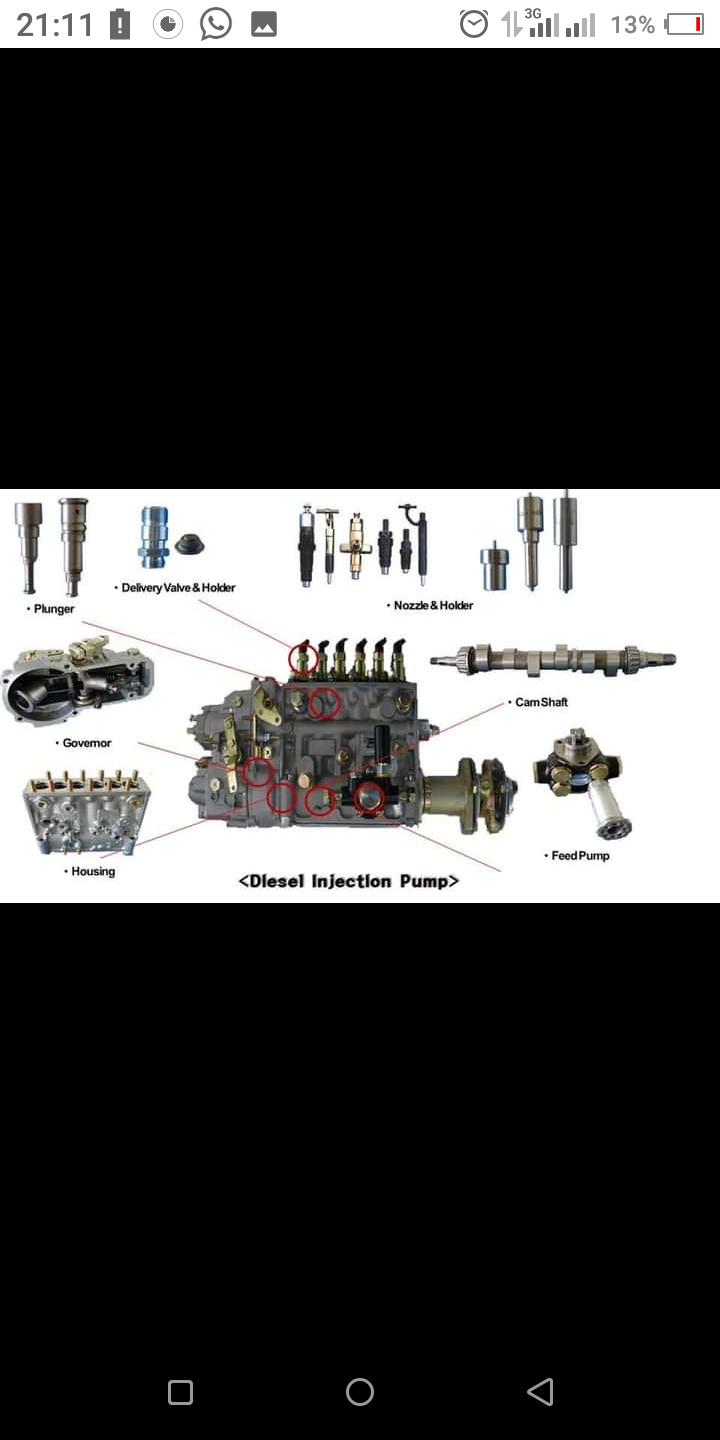 21:11
3G
13%
• Delivery Valve & Holder
• Plunger
• Nozzle & Holder
• Cam Shaft
• Governor
• Feed Pump
• Housing
<Diesel Injection Pump>